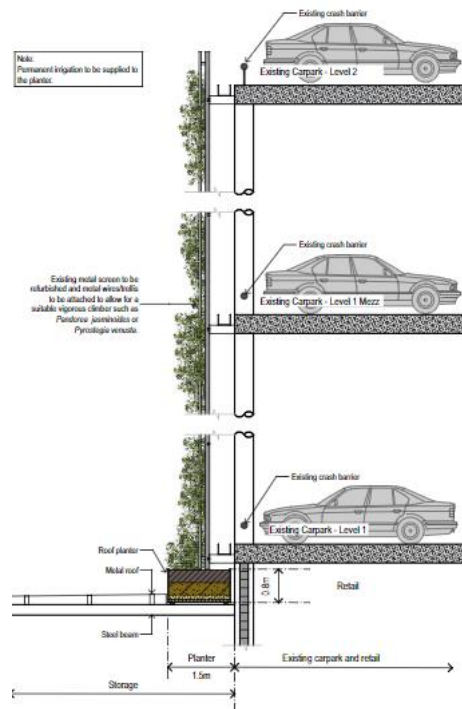 Note:
Permanent irrigation to be supplied to
the planter.
Existing crash barrier
Existing Carpark - Level 2
Existing crash barrier
Existing metal screen to be
refurbished and metal wires/trellis
to be attached to allow for a
suitable vigorous climber such as
Pandorea jasminoides or
Pyrostegia venusta.
Existing Carpark - Level 1 Mezz
Existing crash barrier
Existing Carpark - Level 1
Roof planter
Metal roof
0.8m
Retail
Steel beam
Planter
Existing carpark and retail
1.5m
Storage